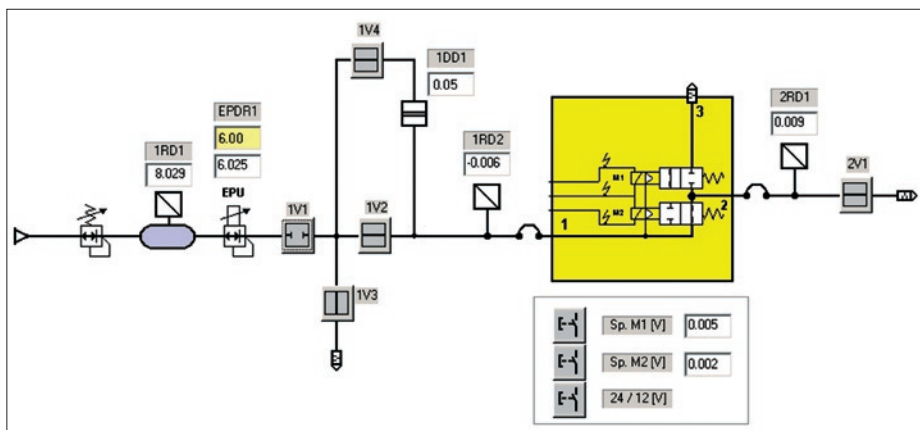 1V4
1DD1
0.05
EPDR1
6.00
6.025
1RD1
8.029
EPU
1V1
1V2
1V3
1RD2
-0.006
1
M1
M2
3
2
2RD1
0.009
2V1
Sp. M1 [V] 0.005
Sp. M2 [V] 0.002
24 / 12 [V]